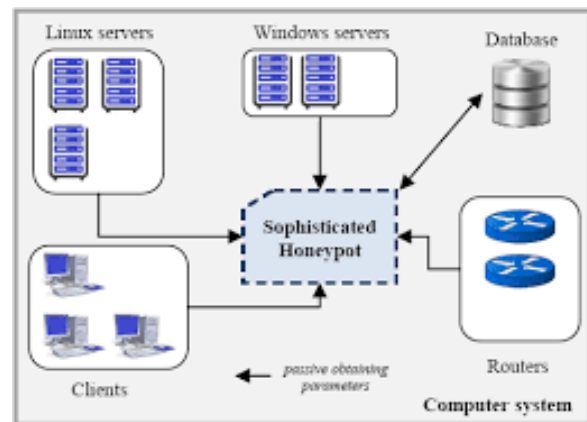 Linux servers
Windows servers
Database
Sophisticated
Honeypot
Clients
passive obtaining
parameters
Routers
Computer system